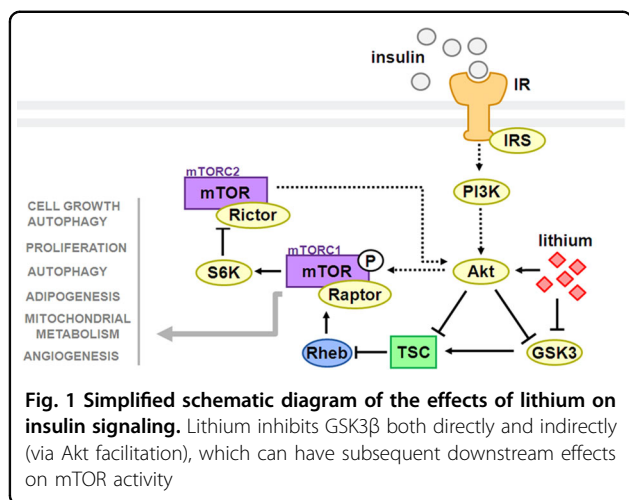 insulin
IR
IRS
PI3K
mTORC2
mTOR
Rictor
CELL GROWTH
AUTOPHAGY
PROLIFERATION
AUTOPHAGY
ADIPOGENESIS
MITOCHONDRIAL
METABOLISM
ANGIOGENESIS
S6K
mTORC1
mTOR
P
Raptor
Akt
lithium
Rheb
TSC
GSK3
Fig. 1 Simplified schematic diagram of the effects of lithium on
insulin signaling. Lithium inhibits GSK3β both directly and indirectly
(via Akt facilitation), which can have subsequent downstream effects
on mTOR activity